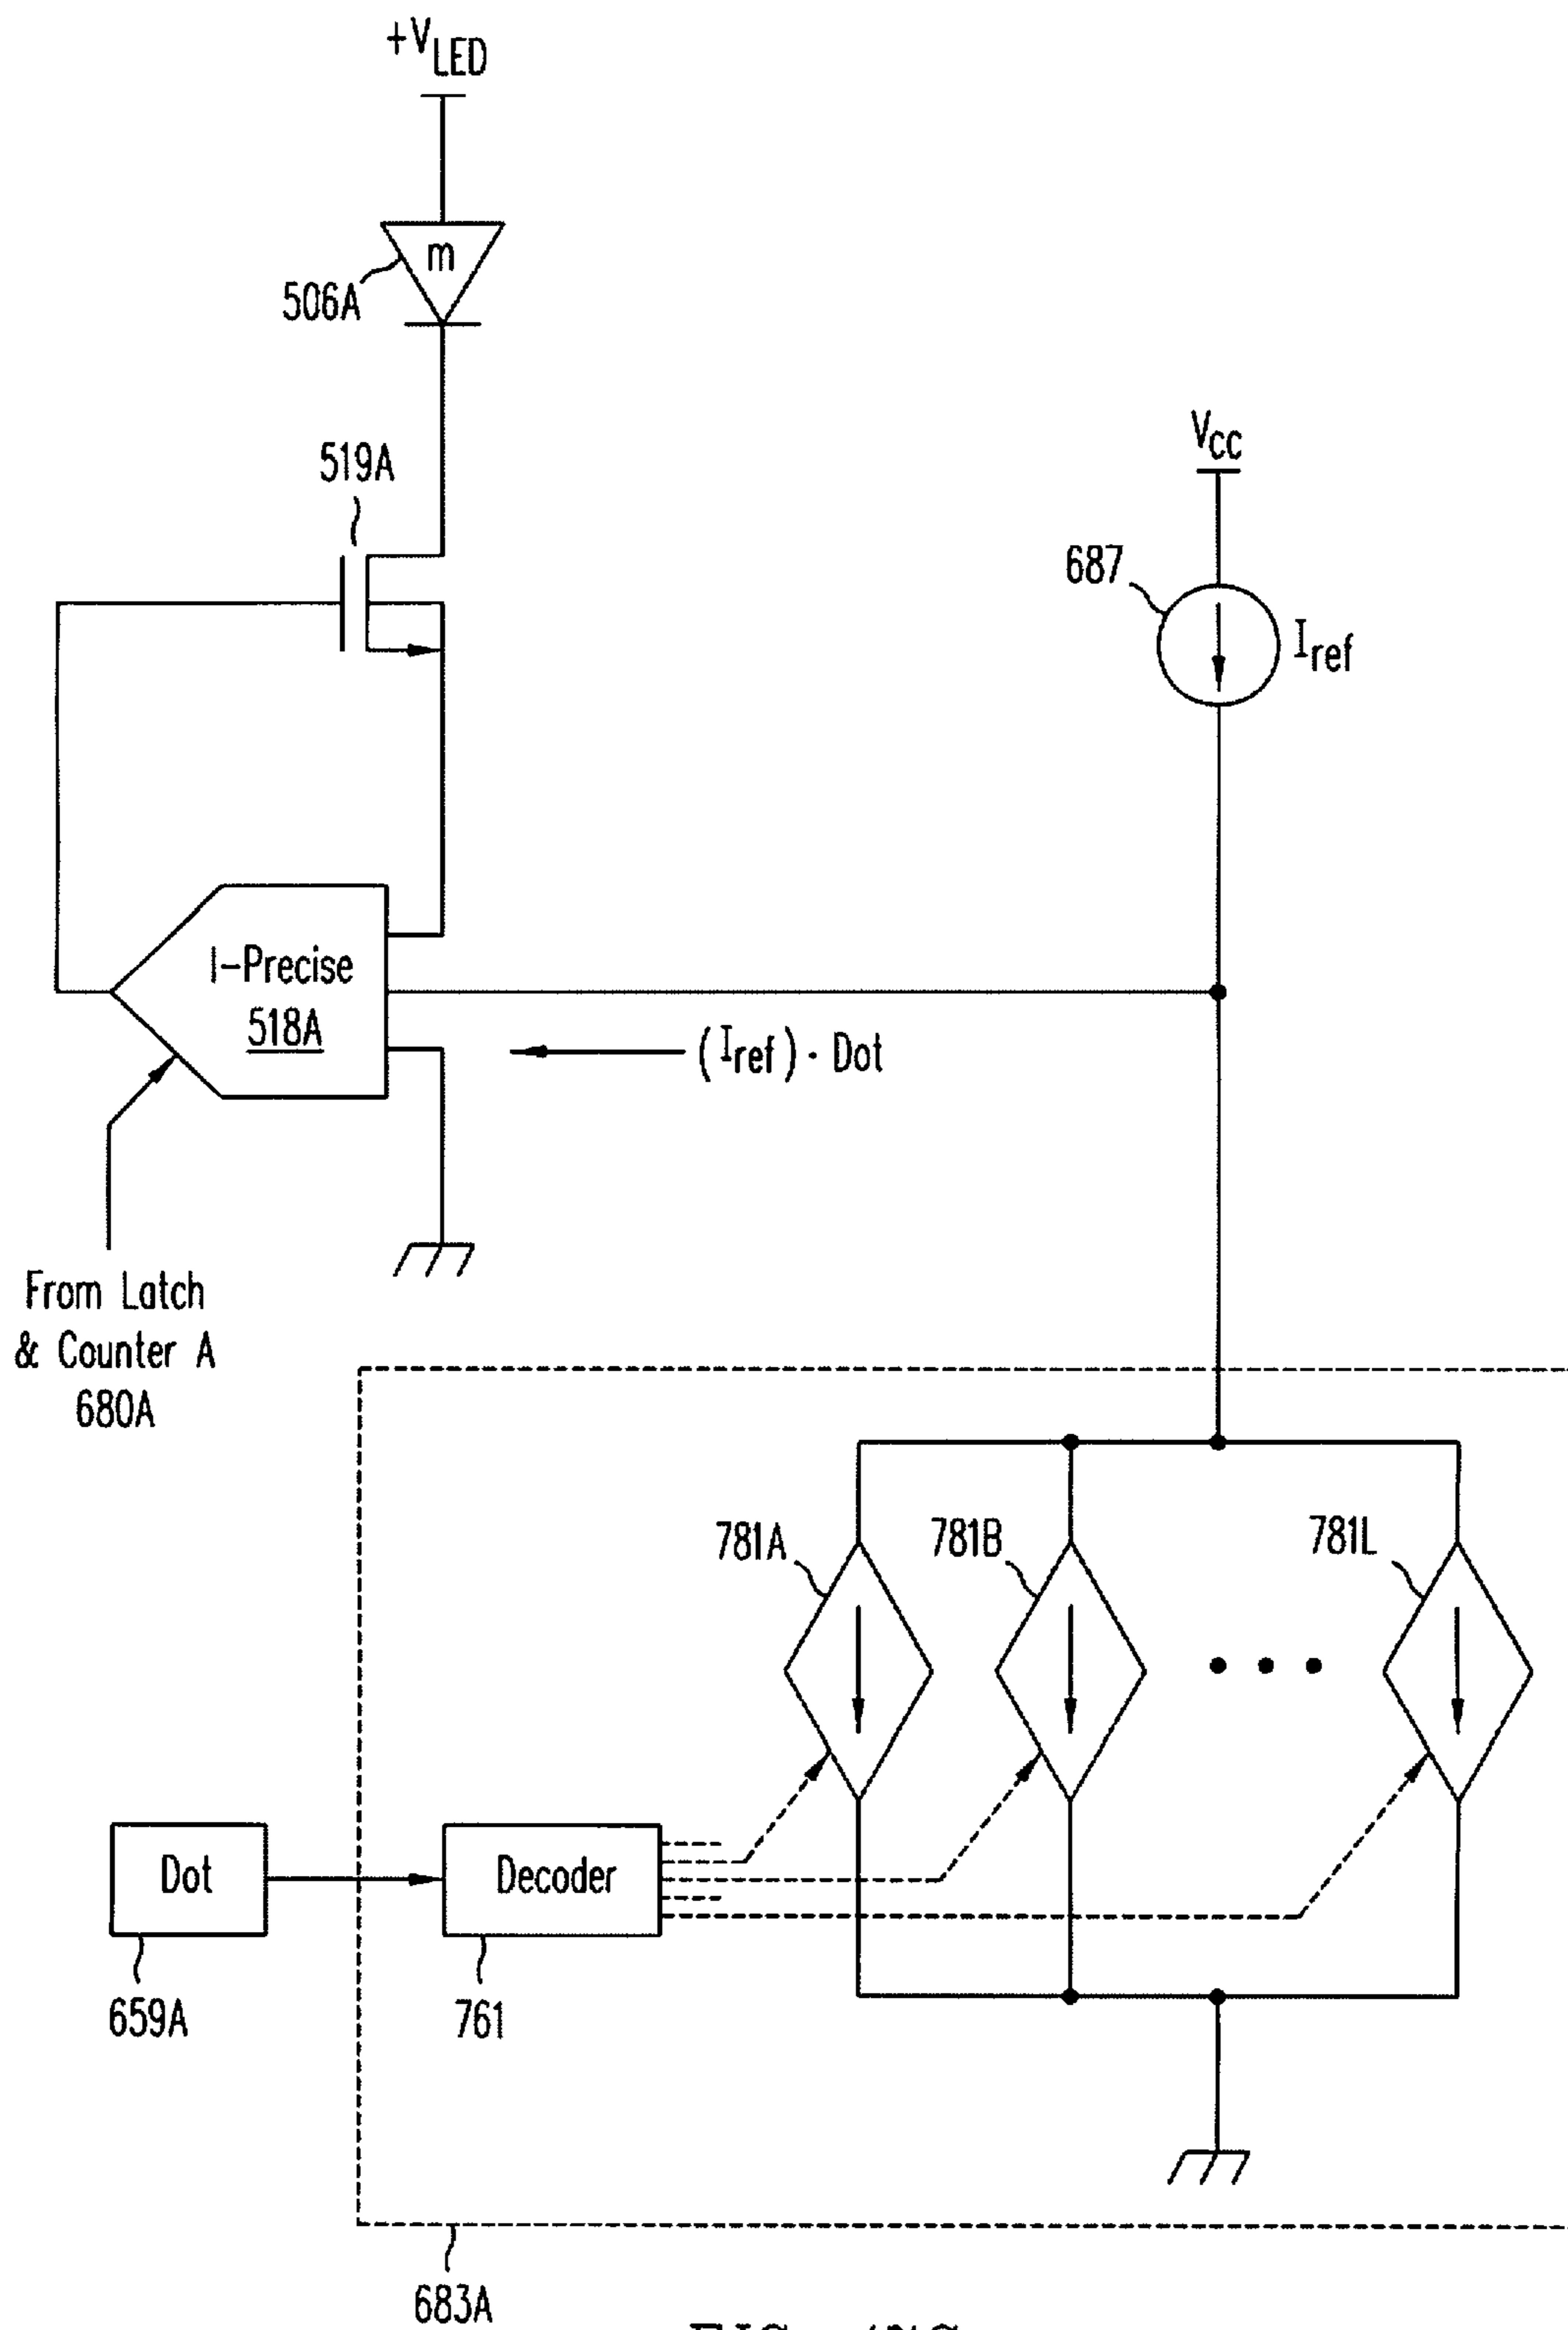 +VLED
m
506A
519A
VCC
687
Iref
I-Precise
518A
(Iref) · Dot
From Latch
& Counter A
680A
781A
781B
781L
Dot
Decoder
659A
761
683A